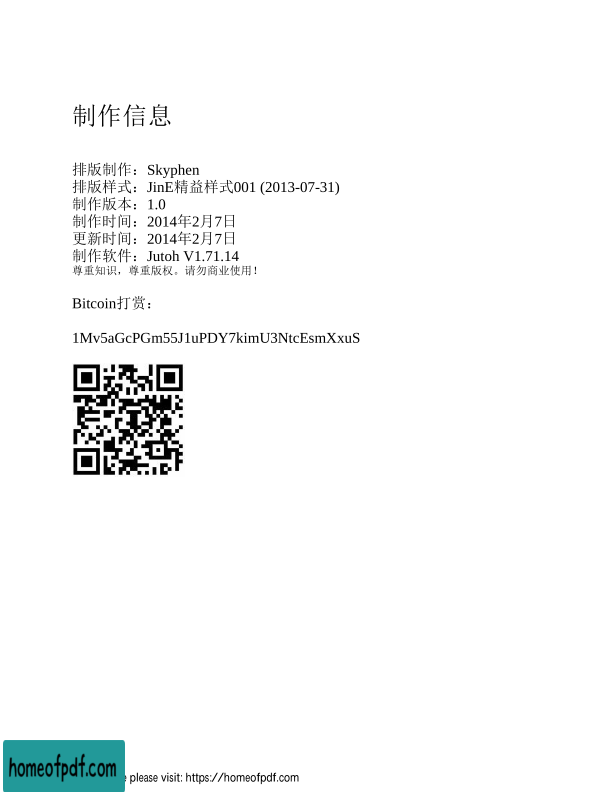 制作信息
排版制作：Skyphen
排版样式：JinE精益样式001 (2013-07-31)
制作版本：1.0
制作时间：2014年2月7日
更新时间：2014年2月7日
制作软件：Jutoh V1.71.14
尊重知识，尊重版权。请勿商业使用！
Bitcoin打赏：
1Mv5aGcPGm55J1uPDY7kimU3NtcEsmXxuS
homeofpdf.com
please visit: https://homeofpdf.com